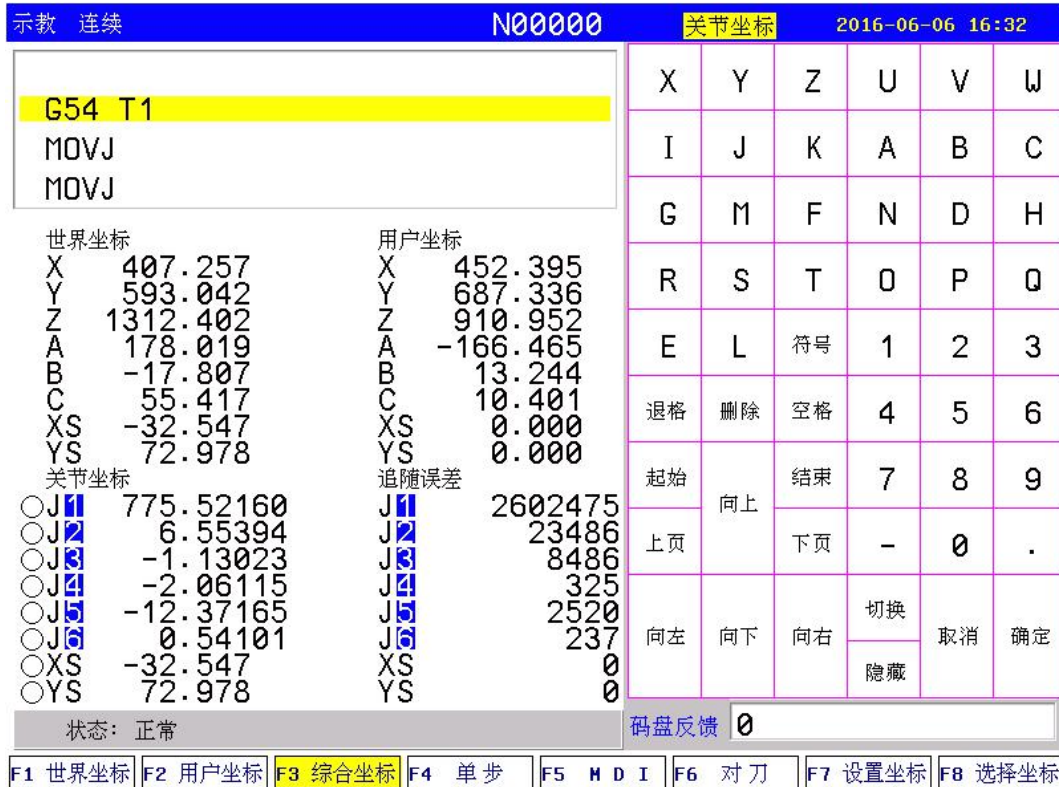 示教 连续 N00000 关节坐标 2016-06-06 16:32
G54 T1
MOVJ
MOVJ
世界坐标 用户坐标
X 407.257 X 452.395
Y 593.042 Y 687.336
Z 1312.402 Z 910.952
A 178.019 A -166.465
B -17.807 B 13.244
C 55.417 C 10.401
XS -32.547 XS 0.000
YS 72.978 YS 0.000
关节坐标 追随误差
J1 775.52160 J1 2602475
J2 6.55394 J2 23486
J3 -1.13023 J3 8486
J4 -2.06115 J4 325
J5 -12.37165 J5 2520
J6 0.54101 J6 237
XS -32.547 XS 0
YS 72.978 YS 0
状态: 正常
X Y Z U V W
I J K A B C
G M F N D H
R S T O P Q
E L 符号 1 2 3
退格 删除 空格 4 5 6
起始 向上 结束 7 8 9
上页 下页 - 0 .
向左 向下 向右 切换 取消 确定
隐藏
码盘反馈 0
F1 世界坐标 F2 用户坐标 F3 综合坐标 F4 单步 F5 M D I F6 对刀 F7 设置坐标 F8 选择坐标